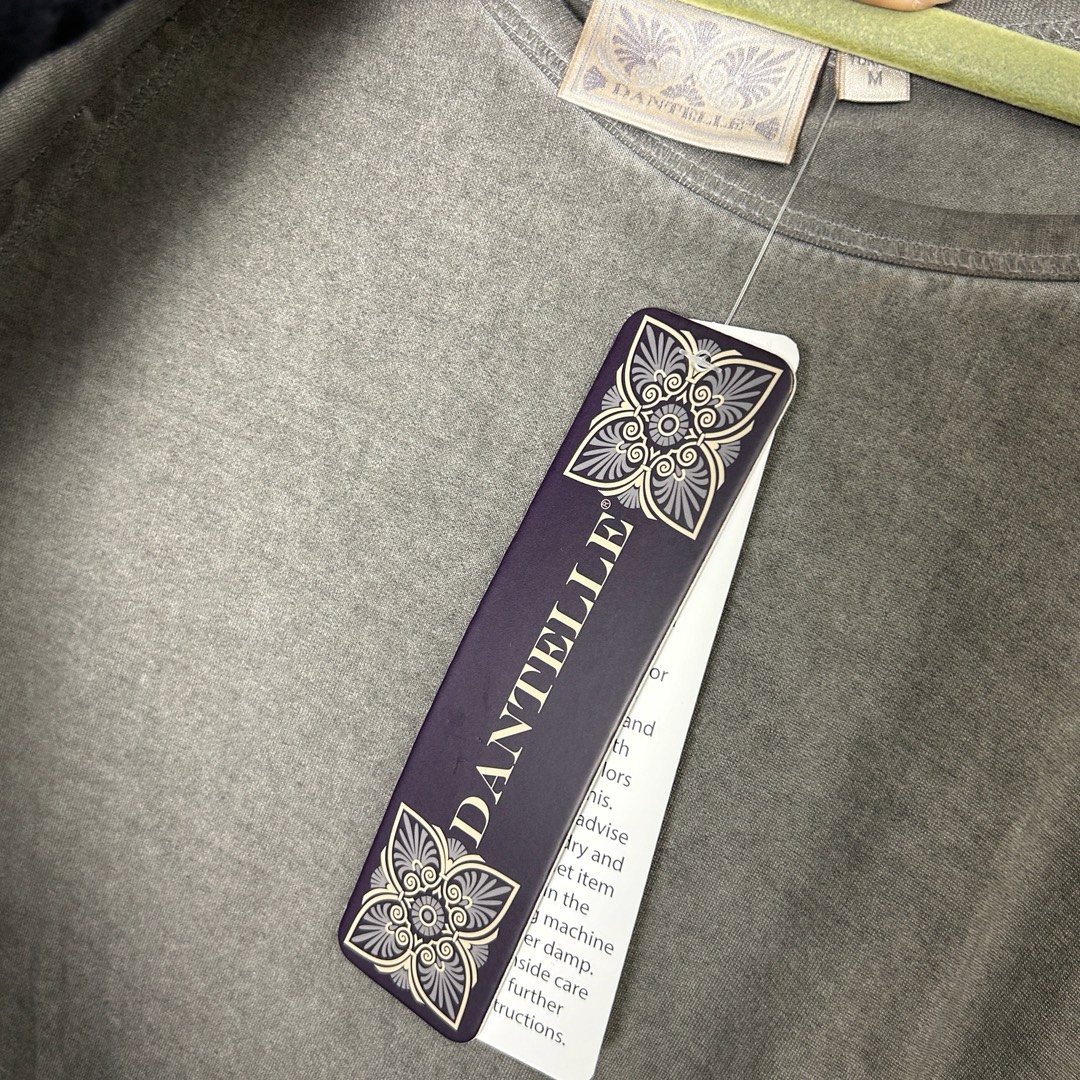 DANTELLE®
M
DANTELLE®
or
and
th
lors
his.
advise
dry and
et item
in the
g machine
er damp.
nside care
further
tructions.